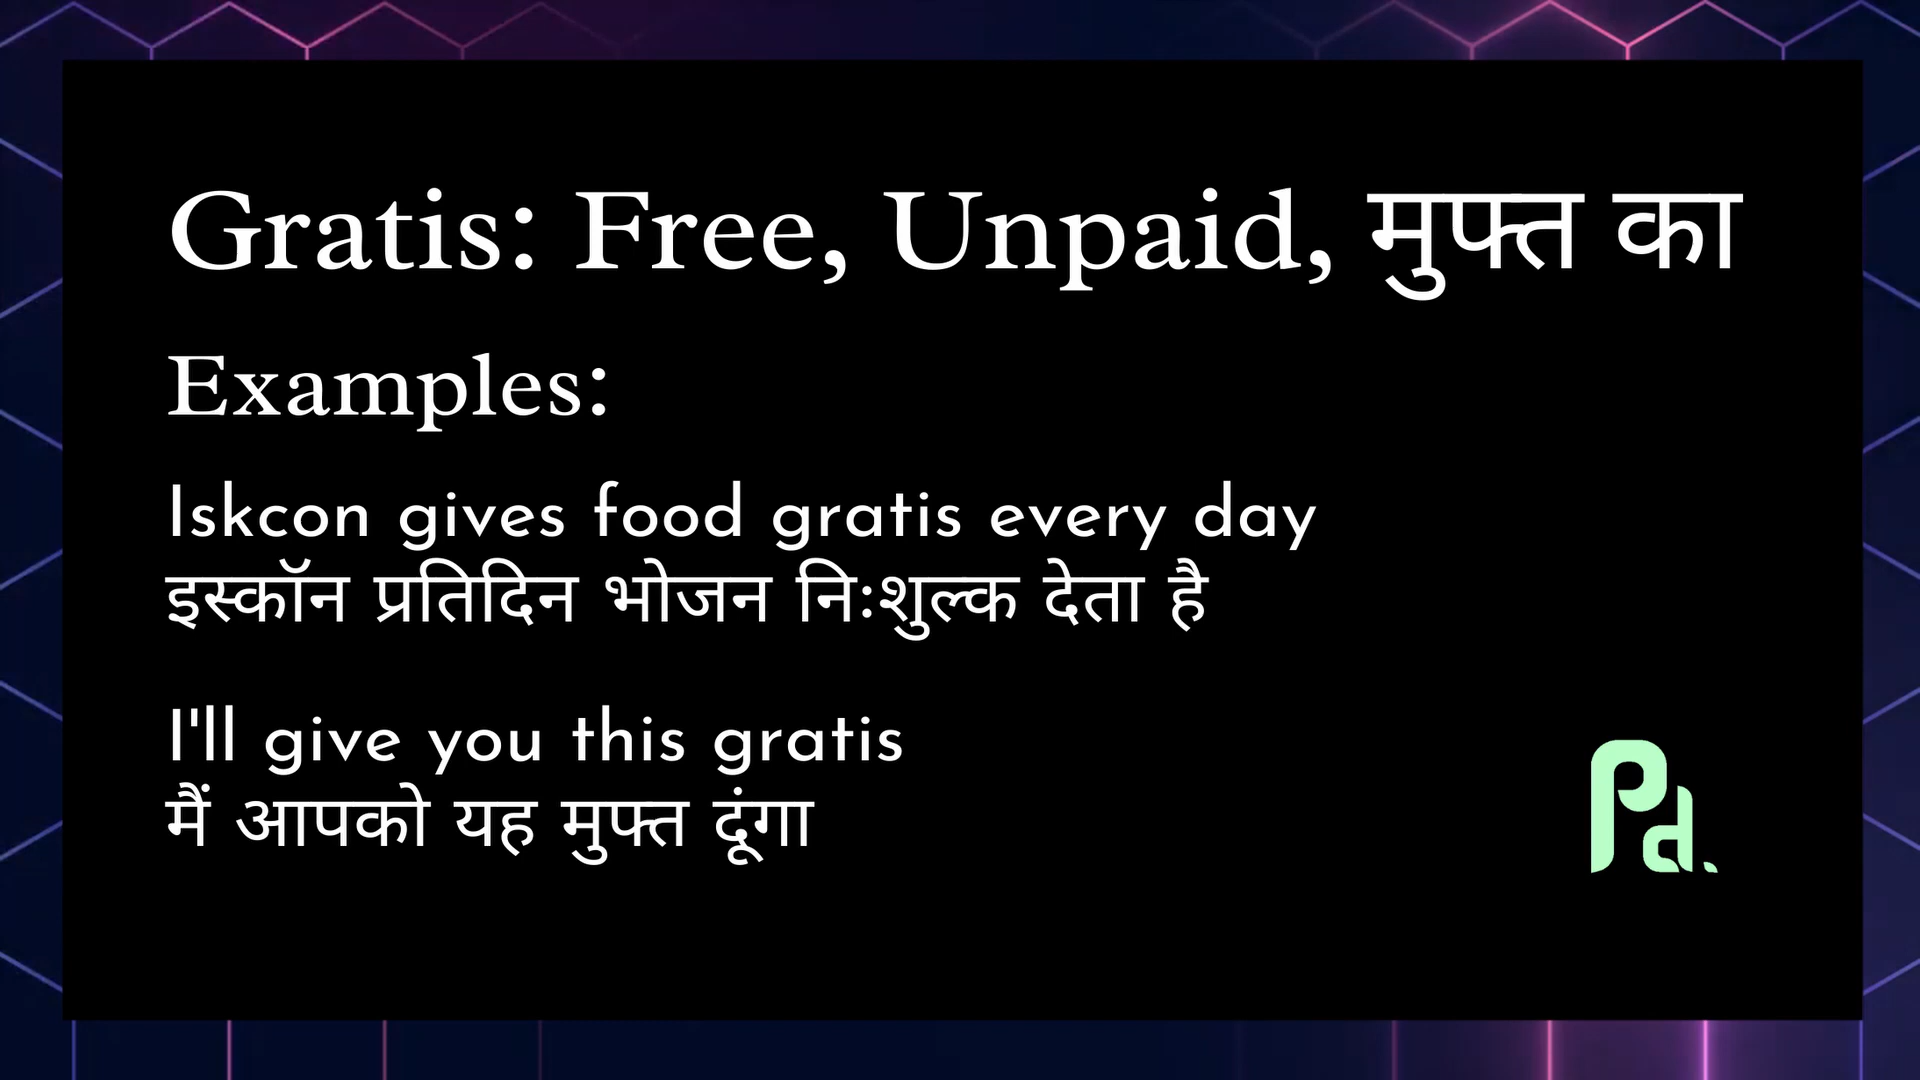 Gratis: Free, Unpaid, मुफ्त का
Examples:
Iskcon gives food gratis every day
इस्कॉन प्रतिदिन भोजन निःशुल्क देता है
I'll give you this gratis
मैं आपको यह मुफ्त दूंगा
Pd.